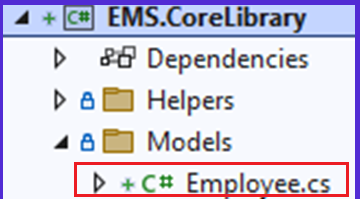 C# EMS.CoreLibrary
Dependencies
Helpers
Models
+ C# Employee.cs